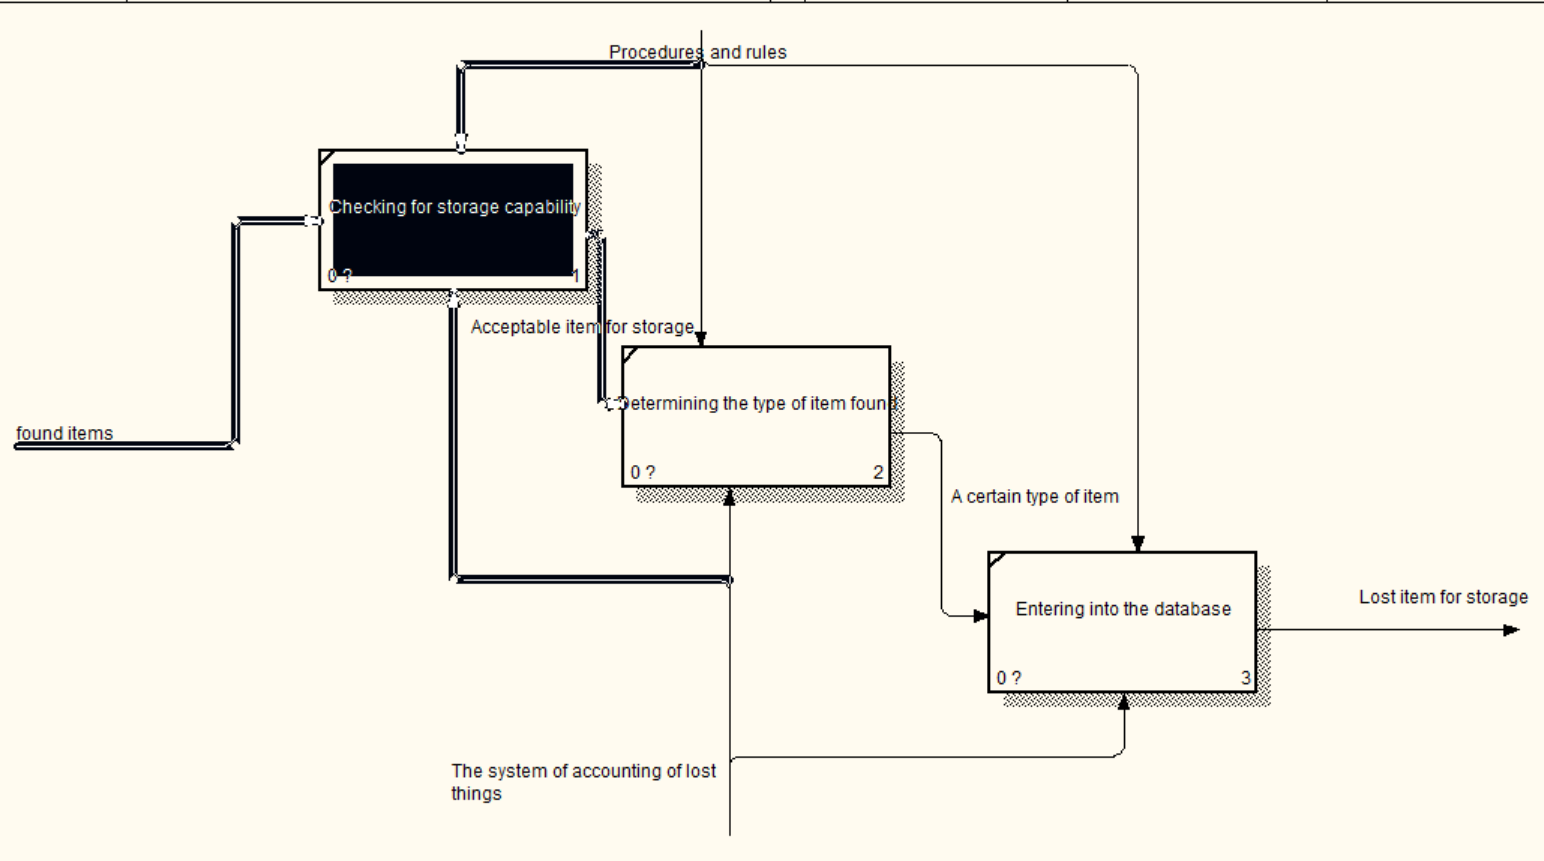 Procedures and rules
Checking for storage capability
0 ?
1
Acceptable item for storage
found items
Determining the type of item found
0 ?
2
A certain type of item
Entering into the database
0 ?
3
Lost item for storage
The system of accounting of lost
things